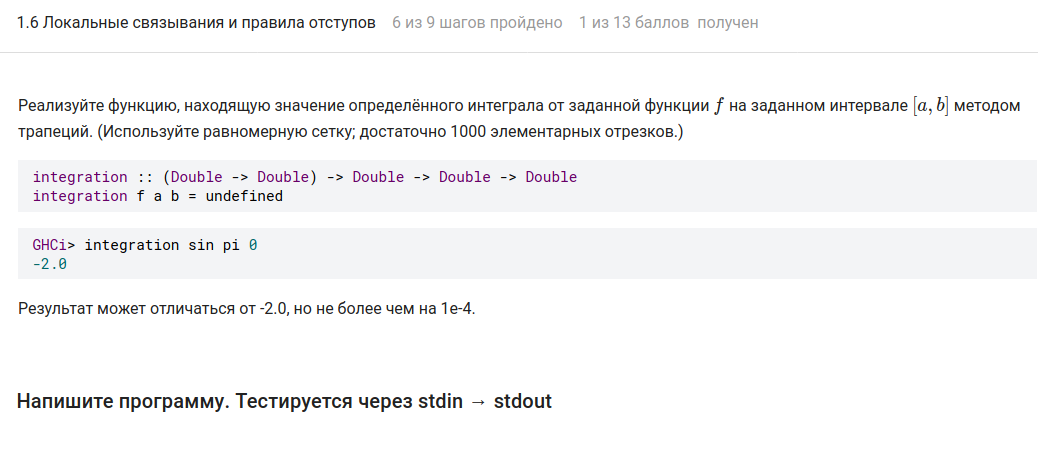 1.6 Локальные связывания и правила отступов 6 из 9 шагов пройдено 1 из 13 баллов получен
Реализуйте функцию, находящую значение определённого интеграла от заданной функции f на заданном интервале [a, b] методом
трапеций. (Используйте равномерную сетку; достаточно 1000 элементарных отрезков.)
integration :: (Double -> Double) -> Double -> Double -> Double
integration f a b = undefined
GHCi> integration sin pi 0
-2.0
Результат может отличаться от -2.0, но не более чем на 1e-4.
Напишите программу. Тестируется через stdin → stdout